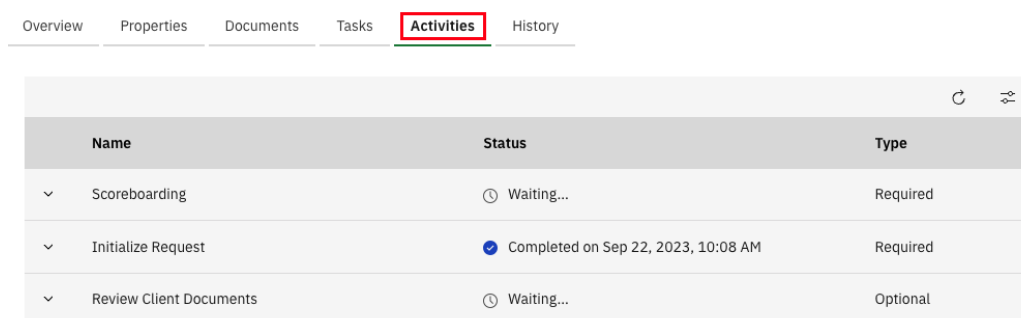 Overview Properties Documents Tasks Activities History
Name Status Type
Scoreboarding Waiting... Required
Initialize Request Completed on Sep 22, 2023, 10:08 AM Required
Review Client Documents Waiting... Optional